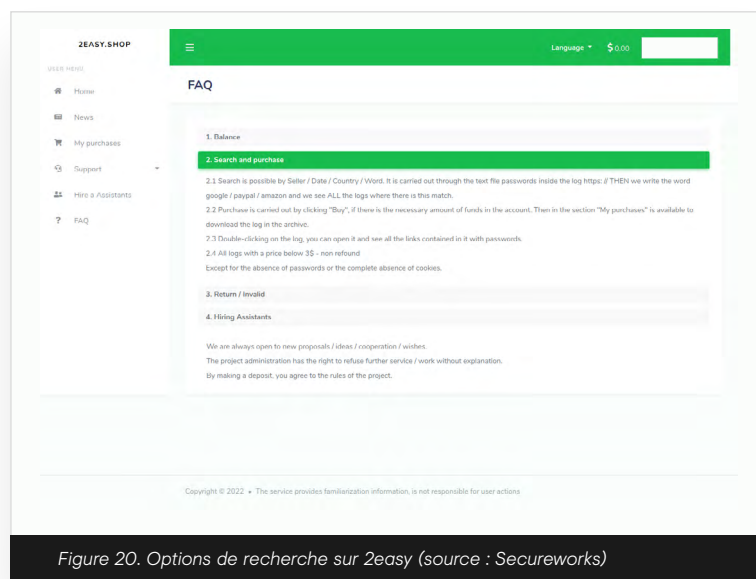 2EASY.SHOP
Language
$ 0.00
USER MENU
Home
News
My purchases
Support
Hire a Assistants
? FAQ
FAQ
1. Balance
2. Search and purchase
2.1 Search is possible by Seller / Date / Country / Word. It is carried out through the text file passwords inside the log https: // THEN we write the word
google / paypal / amazon and we see ALL the logs where there is this match.
2.2 Purchase is carried out by clicking "Buy", if there is the necessary amount of funds in the account. Then in the section "My purchases" is available to
download the log in the archive.
2.3 Double-clicking on the log, you can open it and see all the links contained in it with passwords.
2.4 All logs with a price below 3$ - non refound
Except for the absence of passwords or the complete absence of cookies.
3. Return / Invalid
4. Hiring Assistants
We are always open to new proposals / ideas / cooperation / wishes.
The project administration has the right to refuse further service / work without explanation.
By making a deposit, you agree to the rules of the project.
Copyright © 2022 • The service provides familiarization information, is not responsible for user actions
Figure 20. Options de recherche sur 2easy (source : Secureworks)